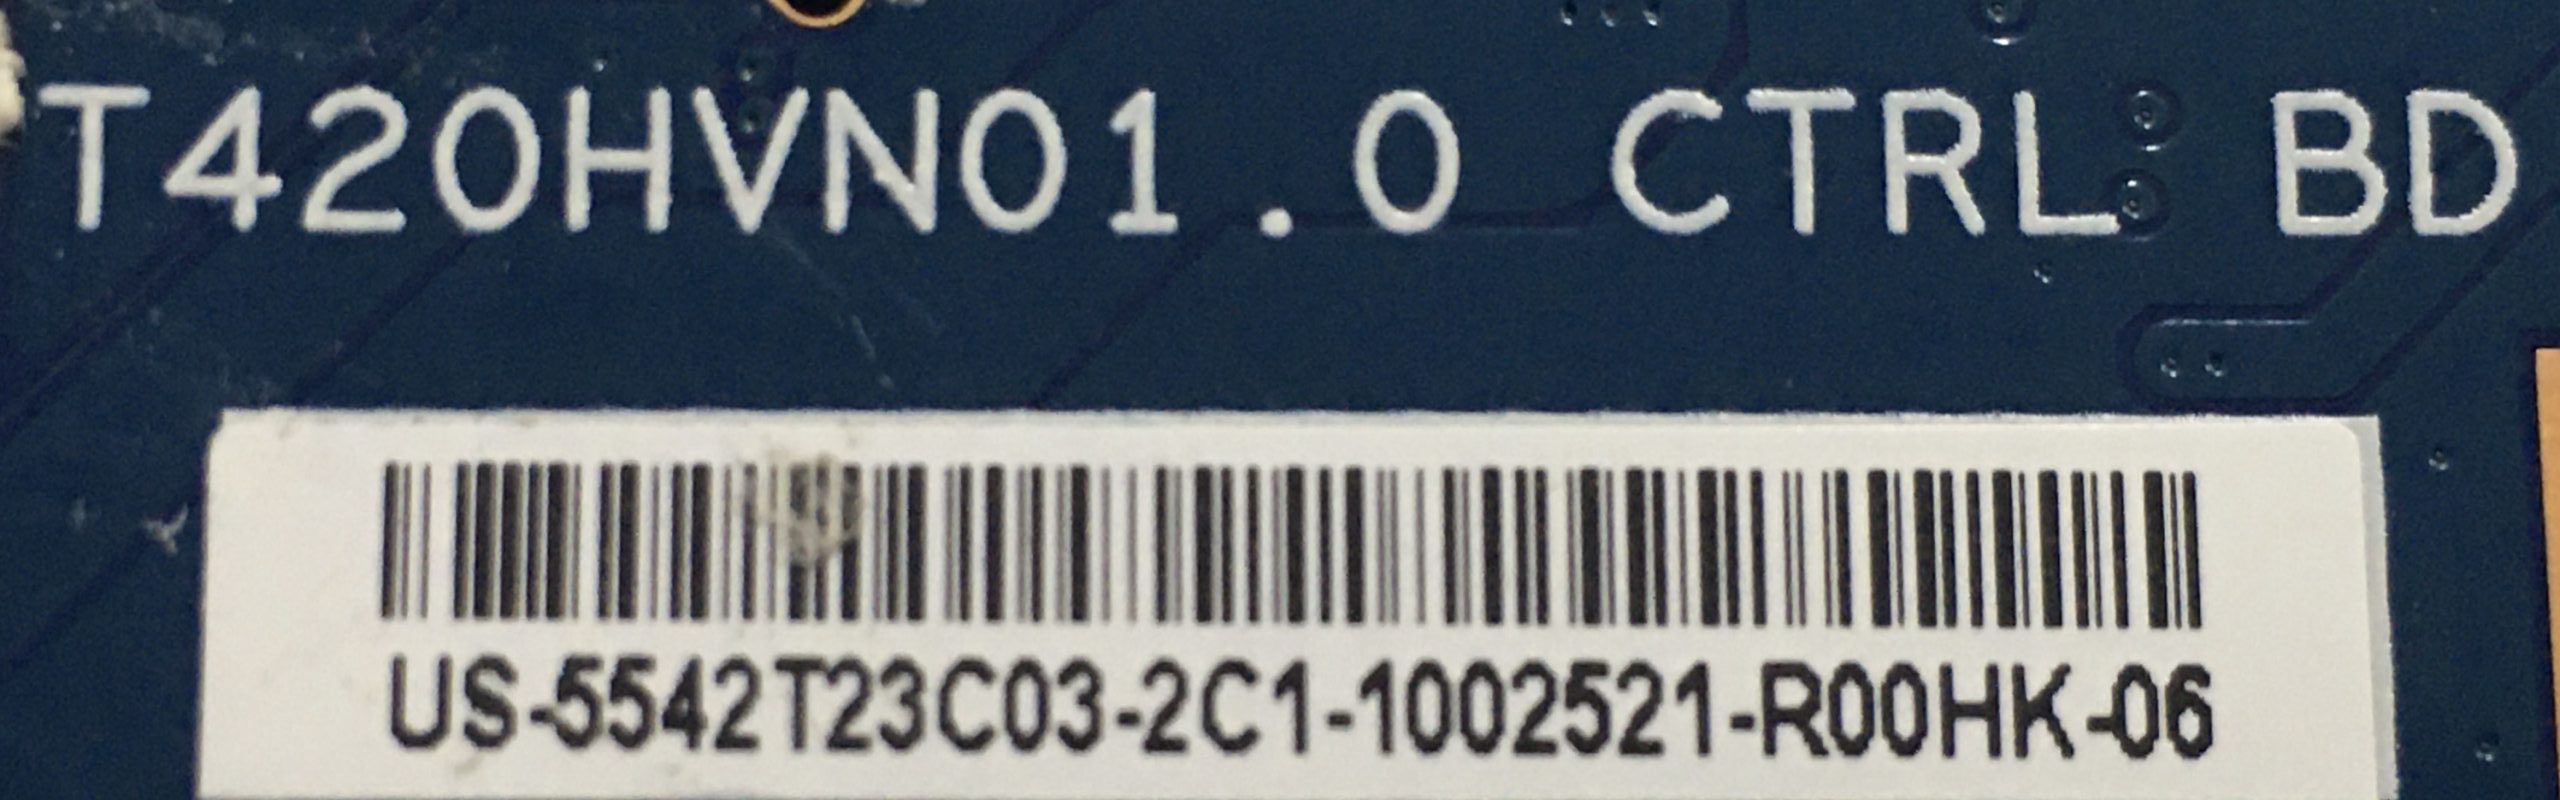 T420HVN01.0 CTRL BD
US-5542T23C03-2C1-1002521-R00HK-06